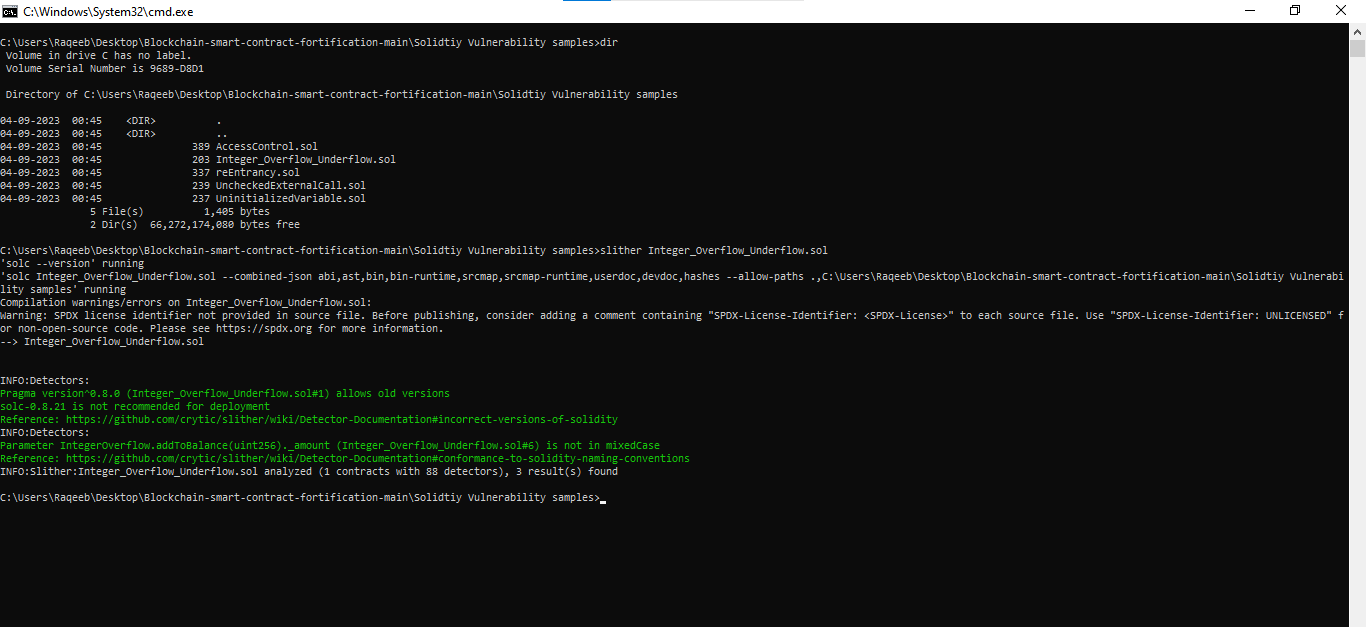 C:\Windows\System32\cmd.exe
C:\Users\Raqeeb\Desktop\Blockchain-smart-contract-fortification-main\Solidtiy Vulnerability samples>dir
 Volume in drive C has no label.
 Volume Serial Number is 9689-D8D1
 Directory of C:\Users\Raqeeb\Desktop\Blockchain-smart-contract-fortification-main\Solidtiy Vulnerability samples
04-09-2023  00:45    <DIR>          .
04-09-2023  00:45    <DIR>          ..
04-09-2023  00:45               389 AccessControl.sol
04-09-2023  00:45               203 Integer_Overflow_Underflow.sol
04-09-2023  00:45               337 reEntrancy.sol
04-09-2023  00:45               239 UncheckedExternalCall.sol
04-09-2023  00:45               237 UninitializedVariable.sol
               5 File(s)          1,405 bytes
               2 Dir(s)  66,272,174,080 bytes free
C:\Users\Raqeeb\Desktop\Blockchain-smart-contract-fortification-main\Solidtiy Vulnerability samples>slither Integer_Overflow_Underflow.sol
'solc --version' running
'solc Integer_Overflow_Underflow.sol --combined-json abi,ast,bin,bin-runtime,srcmap,srcmap-runtime,userdoc,devdoc,hashes --allow-paths .,C:\Users\Raqeeb\Desktop\Blockchain-smart-contract-fortification-main\Solidtiy Vulnerabi
lity samples' running
Compilation warnings/errors on Integer_Overflow_Underflow.sol:
Warning: SPDX license identifier not provided in source file. Before publishing, consider adding a comment containing "SPDX-License-Identifier: <SPDX-License>" to each source file. Use "SPDX-License-Identifier: UNLICENSED" f
or non-open-source code. Please see https://spdx.org for more information.
--> Integer_Overflow_Underflow.sol
INFO:Detectors:
Pragma version^0.8.0 (Integer_Overflow_Underflow.sol#1) allows old versions
solc-0.8.21 is not recommended for deployment
Reference: https://github.com/crytic/slither/wiki/Detector-Documentation#incorrect-versions-of-solidity
INFO:Detectors:
Parameter IntegerOverflow.addToBalance(uint256)._amount (Integer_Overflow_Underflow.sol#6) is not in mixedCase
Reference: https://github.com/crytic/slither/wiki/Detector-Documentation#conformance-to-solidity-naming-conventions
INFO:Slither:Integer_Overflow_Underflow.sol analyzed (1 contracts with 88 detectors), 3 result(s) found
C:\Users\Raqeeb\Desktop\Blockchain-smart-contract-fortification-main\Solidtiy Vulnerability samples>